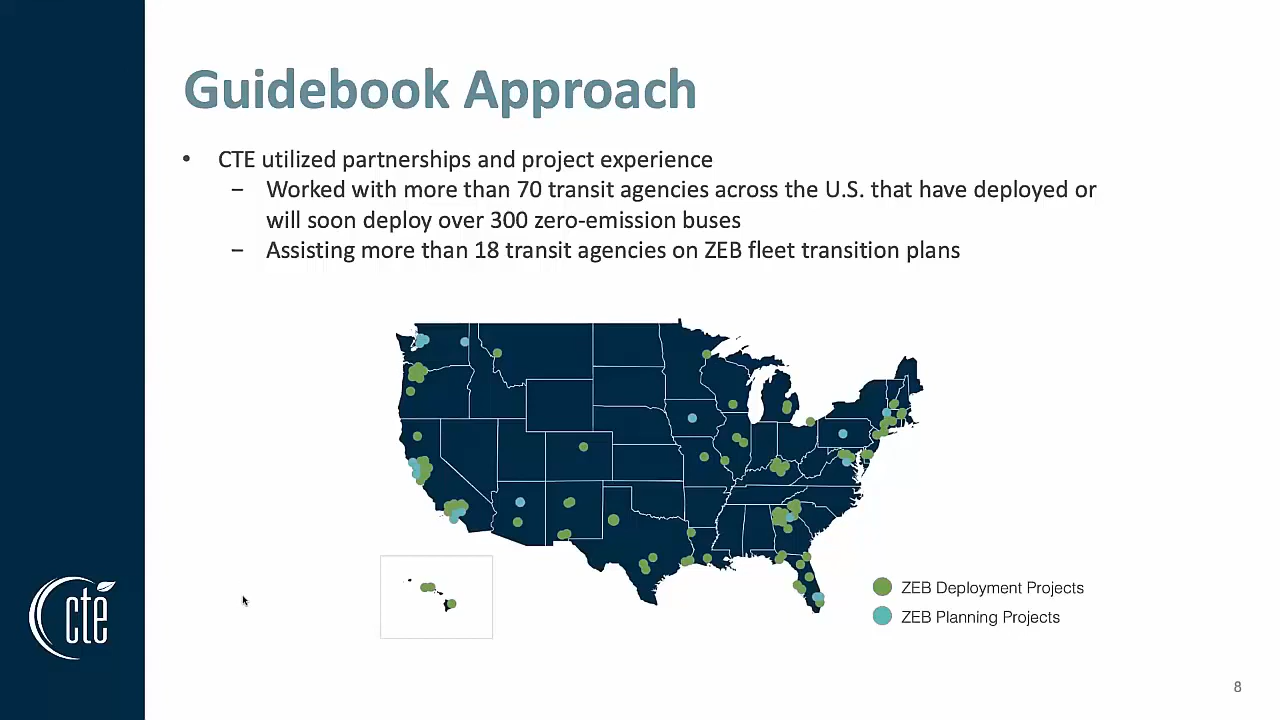 Guidebook Approach
• CTE utilized partnerships and project experience
– Worked with more than 70 transit agencies across the U.S. that have deployed or
will soon deploy over 300 zero-emission buses
– Assisting more than 18 transit agencies on ZEB fleet transition plans
ZEB Deployment Projects
ZEB Planning Projects
cte
8